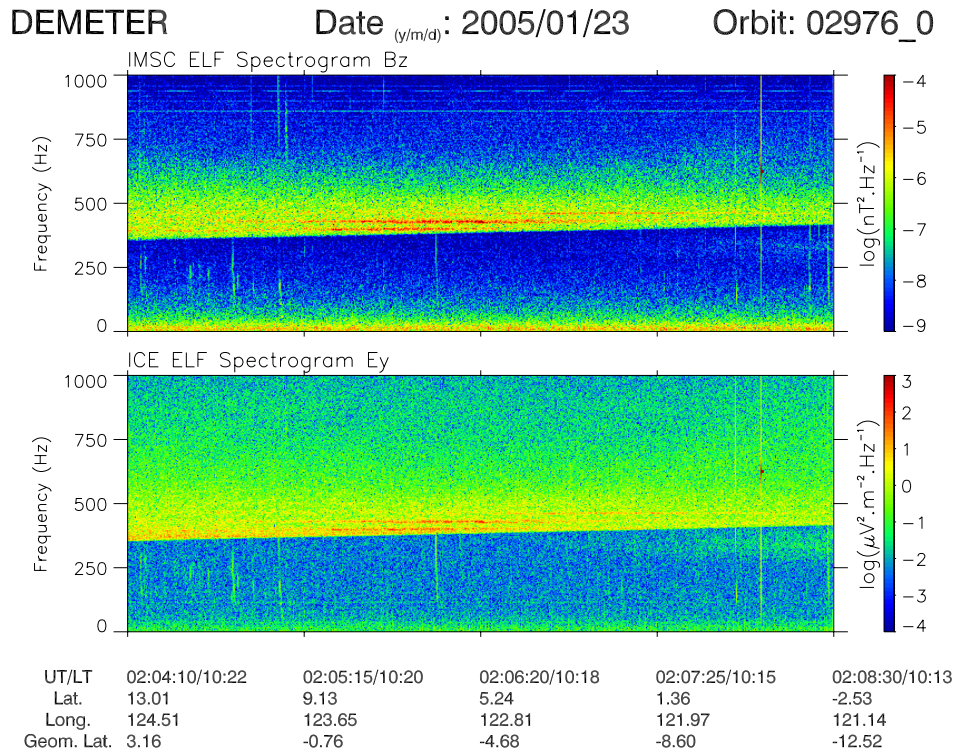 DEMETER Date (y/m/d): 2005/01/23 Orbit: 02976_0
IMSC ELF Spectrogram Bz
1000
750
500
250
0
Frequency (Hz)
-4
-5
-6
-7
-8
-9
log(nT².Hz⁻¹)
ICE ELF Spectrogram Ey
1000
750
500
250
0
Frequency (Hz)
3
2
1
0
-1
-2
-3
-4
log(μV².m⁻².Hz⁻¹)
UT/LT 02:04:10/10:22 02:05:15/10:20 02:06:20/10:18 02:07:25/10:15 02:08:30/10:13
Lat. 13.01 9.13 5.24 1.36 -2.53
Long. 124.51 123.65 122.81 121.97 121.14
Geom. Lat. 3.16 -0.76 -4.68 -8.60 -12.52